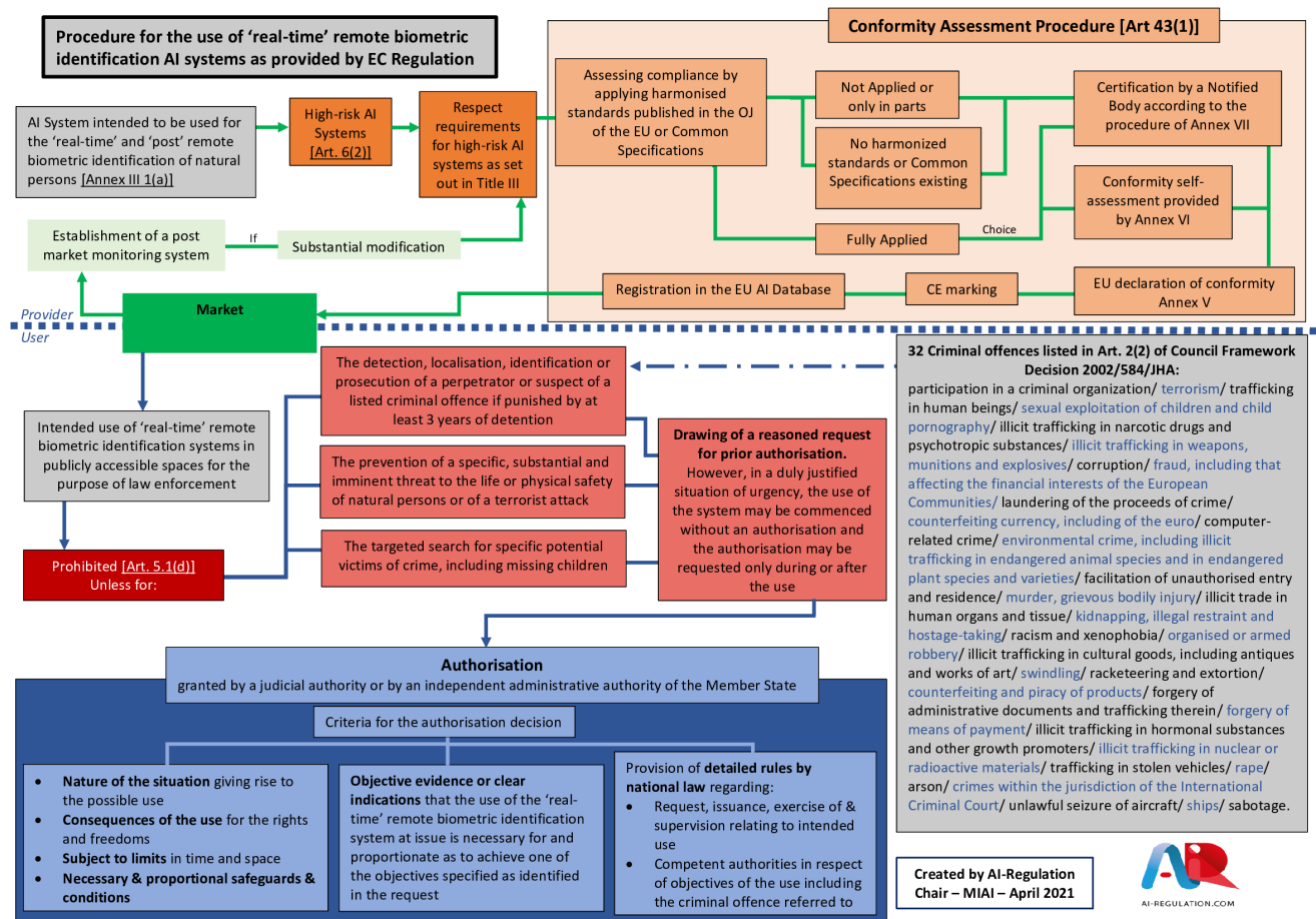 Procedure for the use of ‘real-time’ remote biometric
identification AI systems as provided by EC Regulation
Conformity Assessment Procedure [Art 43(1)]
AI System intended to be used for
the ‘real-time’ and ‘post’ remote
biometric identification of natural
persons [Annex III 1(a)]
High-risk AI
Systems
[Art. 6(2)]
Respect
requirements
for high-risk AI
systems as set
out in Title III
Assessing compliance by
applying harmonised
standards published in the OJ
of the EU or Common
Specifications
Not Applied or
only in parts
No harmonized
standards or Common
Specifications existing
Fully Applied
Choice
Certification by a Notified
Body according to the
procedure of Annex VII
Conformity self-
assessment provided
by Annex VI
EU declaration of conformity
Annex V
CE marking
Registration in the EU AI Database
Establishment of a post
market monitoring system
If
Substantial modification
Market
Provider
User
Intended use of ‘real-time’ remote
biometric identification systems in
publicly accessible spaces for the
purpose of law enforcement
Prohibited [Art. 5.1(d)]
Unless for:
The detection, localisation, identification or
prosecution of a perpetrator or suspect of a
listed criminal offence if punished by at
least 3 years of detention
The prevention of a specific, substantial and
imminent threat to the life or physical safety
of natural persons or of a terrorist attack
The targeted search for specific potential
victims of crime, including missing children
Drawing of a reasoned request
for prior authorisation.
However, in a duly justified
situation of urgency, the use of
the system may be commenced
without an authorisation and
the authorisation may be
requested only during or after
the use
32 Criminal offences listed in Art. 2(2) of Council Framework
Decision 2002/584/JHA:
participation in a criminal organization/ terrorism/ trafficking
in human beings/ sexual exploitation of children and child
pornography/ illicit trafficking in narcotic drugs and
psychotropic substances/ illicit trafficking in weapons,
munitions and explosives/ corruption/ fraud, including that
affecting the financial interests of the European
Communities/ laundering of the proceeds of crime/
counterfeiting currency, including of the euro/ computer-
related crime/ environmental crime, including illicit
trafficking in endangered animal species and in endangered
plant species and varieties/ facilitation of unauthorised entry
and residence/ murder, grievous bodily injury/ illicit trade in
human organs and tissue/ kidnapping, illegal restraint and
hostage-taking/ racism and xenophobia/ organised or armed
robbery/ illicit trafficking in cultural goods, including antiques
and works of art/ swindling/ racketeering and extortion/
counterfeiting and piracy of products/ forgery of
administrative documents and trafficking therein/ forgery of
means of payment/ illicit trafficking in hormonal substances
and other growth promoters/ illicit trafficking in nuclear or
radioactive materials/ trafficking in stolen vehicles/ rape/
arson/ crimes within the jurisdiction of the International
Criminal Court/ unlawful seizure of aircraft/ ships/ sabotage.
Authorisation
granted by a judicial authority or by an independent administrative authority of the Member State
Criteria for the authorisation decision
• Nature of the situation giving rise to
the possible use
• Consequences of the use for the rights
and freedoms
• Subject to limits in time and space
• Necessary & proportional safeguards &
conditions
Objective evidence or clear
indications that the use of the ‘real-
time’ remote biometric identification
system at issue is necessary for and
proportionate as to achieve one of
the objectives specified as identified
in the request
Provision of detailed rules by
national law regarding:
• Request, issuance, exercise of &
supervision relating to intended
use
• Competent authorities in respect
of objectives of the use including
the criminal offence referred to
Created by AI-Regulation
Chair – MIAI – April 2021
AIR
AI-REGULATION.COM